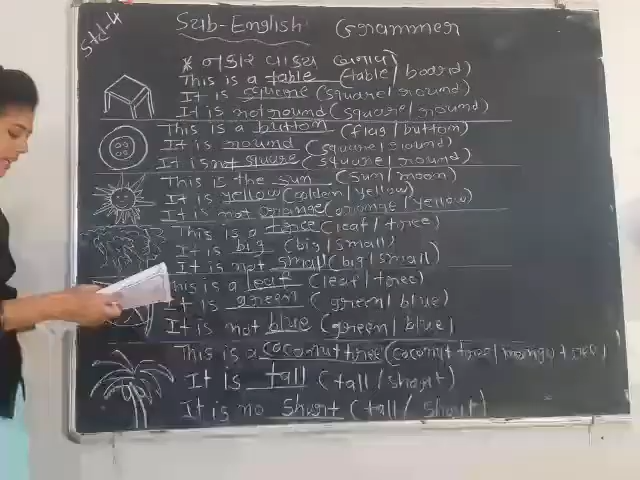 Std-4
Sub-English Grammer
* નકાર વાક્ય બનાવો
This is a table (table/board)
It is square (square/round)
It is not round (square/round)
This is a button (flag/button)
It is round (square/round)
It is not square (square/round)
This is the sun (sun/moon)
It is yellow (Golden/yellow)
It is not orange (orange/yellow)
This is a tree (leaf/tree)
It is big (big/small)
It is not small (big/small)
This is a leaf (leaf/tree)
It is green (green/blue)
It is not blue (green/blue)
This is a coconut tree (coconut tree/mango tree)
It is tall (tall/short)
It is no short (tall/short)